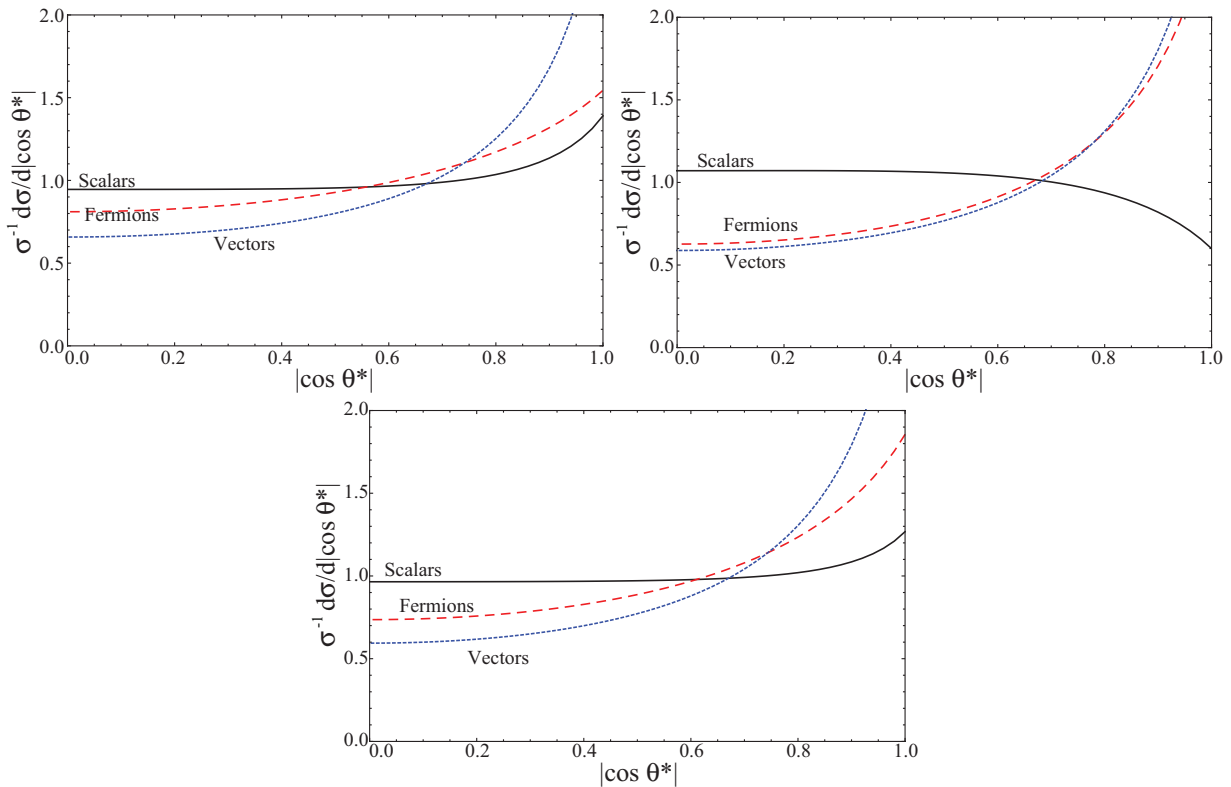 2.0
1.5
1.0
0.5
0.0
σ⁻¹ dσ/d|cos θ*|
Scalars
Fermions
Vectors
0.0 0.2 0.4 0.6 0.8 1.0
|cos θ*|
2.0
1.5
1.0
0.5
0.0
σ⁻¹ dσ/d|cos θ*|
Scalars
Fermions
Vectors
0.0 0.2 0.4 0.6 0.8 1.0
|cos θ*|
2.0
1.5
1.0
0.5
0.0
σ⁻¹ dσ/d|cos θ*|
Scalars
Fermions
Vectors
0.0 0.2 0.4 0.6 0.8 1.0
|cos θ*|